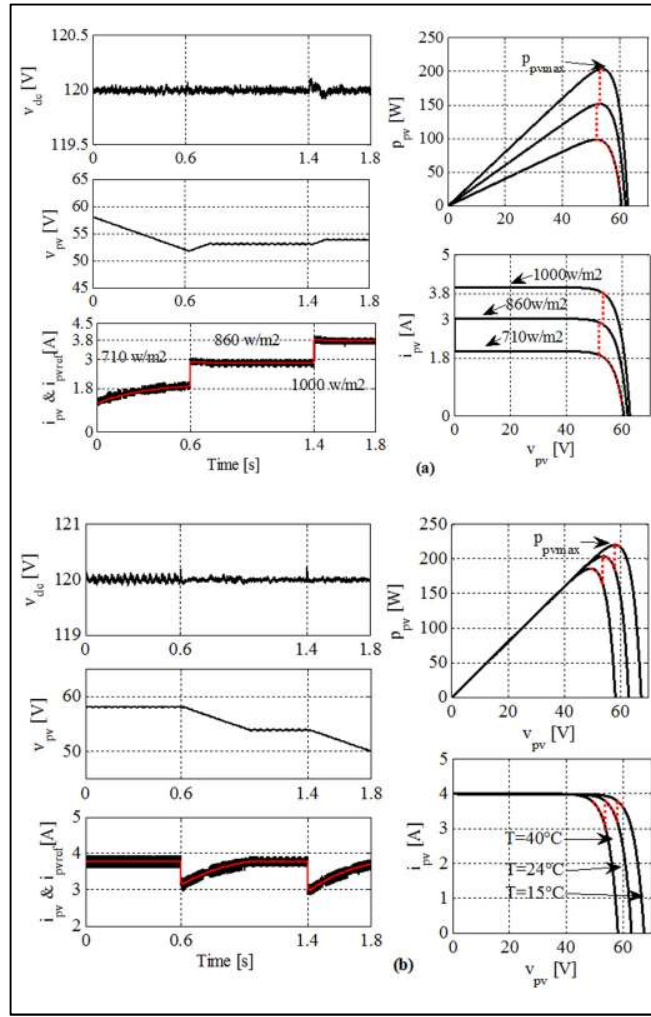 120.5
120
119.5
v_dc [V]
0 0.6 1.4 1.8
65
60
55
50
45
v_pv [V]
0 0.6 1.4 1.8
4.5
3.8
3
1.8
0
i_pv & i_pvref[A]
710 w/m2
860 w/m2
1000 w/m2
0 0.6 1.4 1.8
Time [s]
250
200
150
100
50
0
p_pv [W]
p_pvmax
0 20 40 60
5
3.8
3
1.8
0
i_pv [A]
1000w/m2
860w/m2
710w/m2
0 20 40 60
v_pv [V]
(a)
121
120
119
v_dc [V]
0 0.6 1.4 1.8
60
50
v_pv [V]
0 0.6 1.4 1.8
5
4
3
2
i_pv & i_pvref[A]
0 0.6 1.4 1.8
Time [s]
250
200
150
100
50
0
p_pv [W]
p_pvmax
0 20 40 60
v_pv [V]
5
4
3
2
1
0
i_pv [A]
T=40°C
T=24°C
T=15°C
0 20 40 60
v_pv [V]
(b)